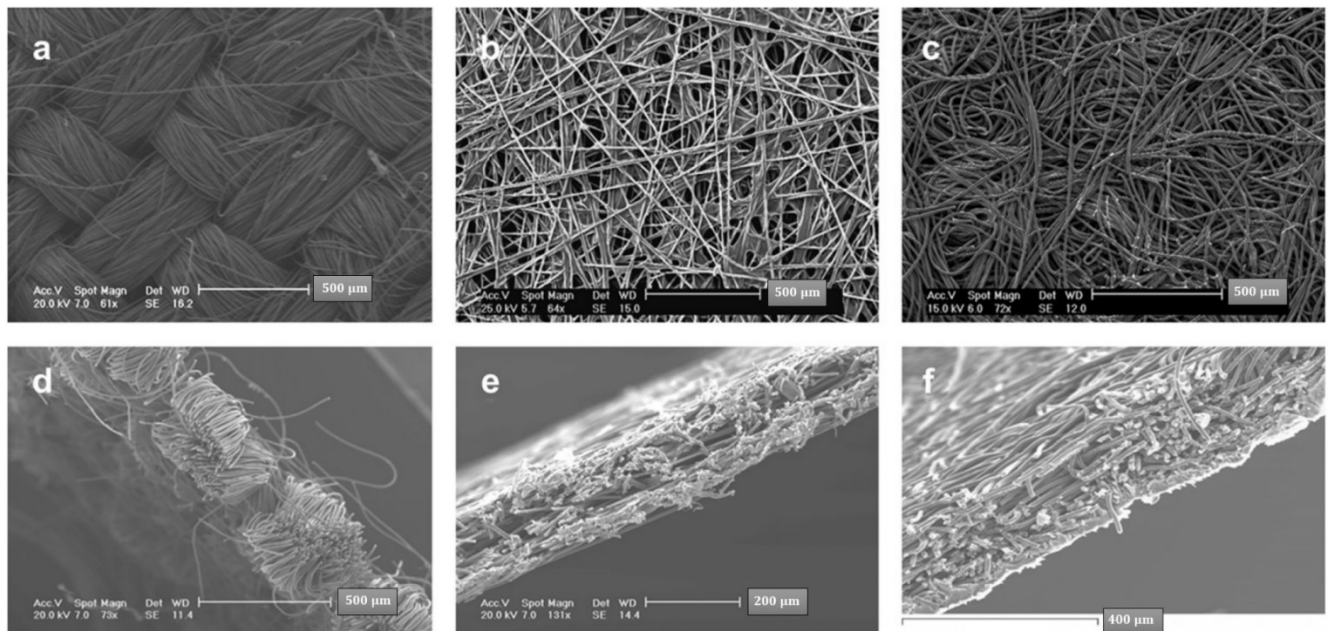 a
Acc.V Spot Magn Det WD 500 µm
20.0 kV 7.0 61x SE 16.2
b
Acc.V Spot Magn Det WD 500 µm
25.0 kV 5.7 64x SE 15.0
c
Acc.V Spot Magn Det WD 500 µm
15.0 kV 6.0 72x SE 12.0
d
Acc.V Spot Magn Det WD 500 µm
20.0 kV 7.0 73x SE 11.4
e
Acc.V Spot Magn Det WD 200 µm
20.0 kV 7.0 131x SE 14.4
f
400 µm